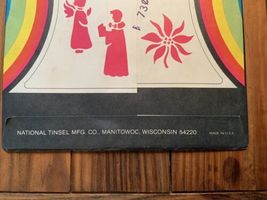 NATIONAL TINSEL MFG. CO., MANITOWOC, WISCONSIN 54220
MADE IN U.S.A.